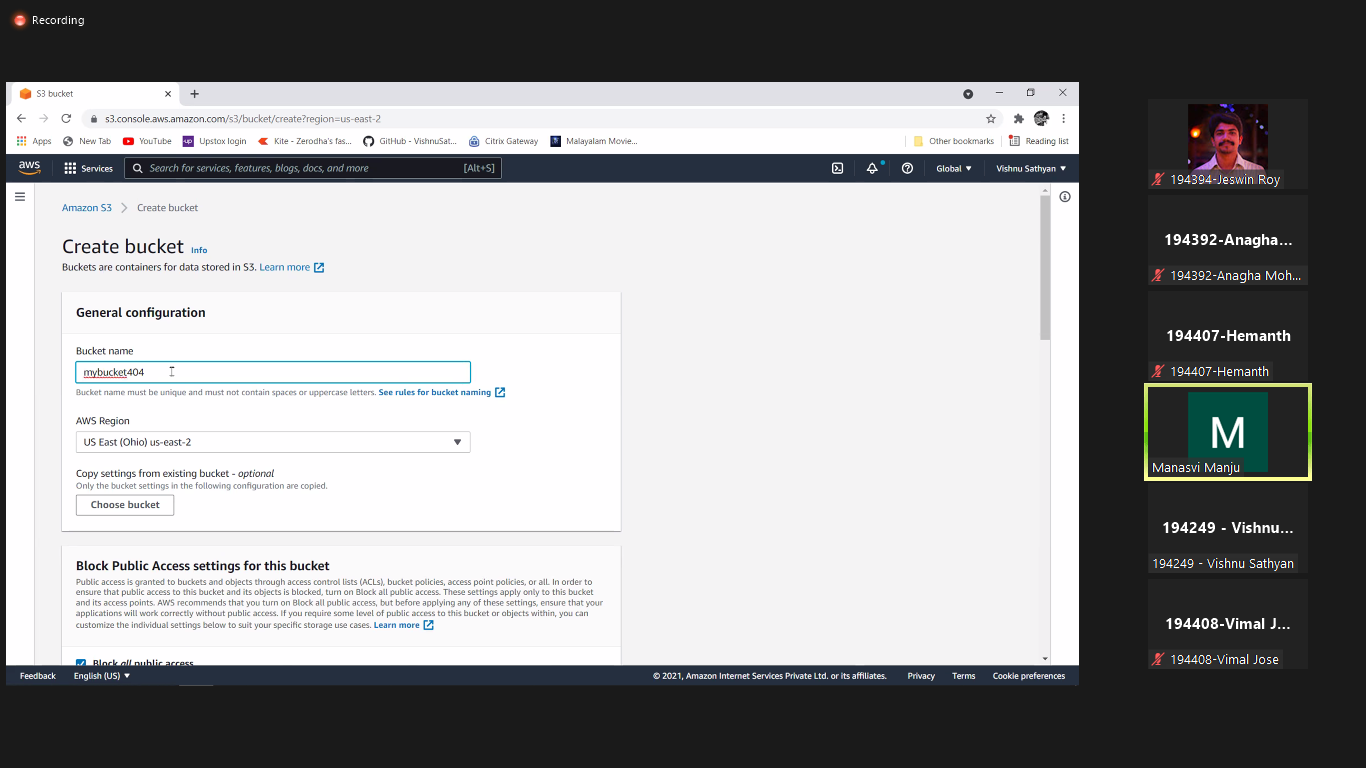 Recording
S3 bucket
s3.console.aws.amazon.com/s3/bucket/create?region=us-east-2
Apps New Tab YouTube Upstox login Kite - Zerodha's fas... GitHub - VishnuSat... Citrix Gateway Malayalam Movie... Other bookmarks Reading list
aws Services Search for services, features, blogs, docs, and more [Alt+S] Global Vishnu Sathyan
Amazon S3 Create bucket
Create bucket Info
Buckets are containers for data stored in S3. Learn more
General configuration
Bucket name
mybucket404
Bucket name must be unique and must not contain spaces or uppercase letters. See rules for bucket naming
AWS Region
US East (Ohio) us-east-2
Copy settings from existing bucket - optional
Only the bucket settings in the following configuration are copied.
Choose bucket
Block Public Access settings for this bucket
Public access is granted to buckets and objects through access control lists (ACLs), bucket policies, access point policies, or all. In order to
ensure that public access to this bucket and its objects is blocked, turn on Block all public access. These settings apply only to this bucket
and its access points. AWS recommends that you turn on Block all public access, but before applying any of these settings, ensure that your
applications will work correctly without public access. If you require some level of public access to this bucket or objects within, you can
customize the individual settings below to suit your specific storage use cases. Learn more
Block all public access
Feedback English (US) © 2021, Amazon Internet Services Private Ltd. or its affiliates. Privacy Terms Cookie preferences
194394-Jeswin Roy
194392-Anagha...
194392-Anagha Moh...
194407-Hemanth
194407-Hemanth
M
Manasvi Manju
194249 - Vishnu...
194249 - Vishnu Sathyan
194408-Vimal J...
194408-Vimal Jose